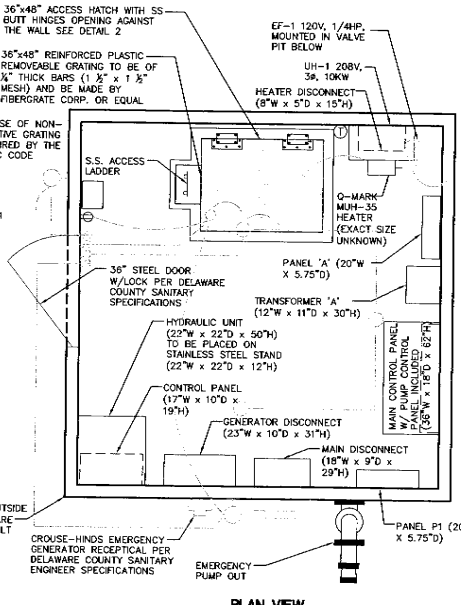 36"x48" ACCESS HATCH WITH SS
BUTT HINGES OPENING AGAINST
THE WALL SEE DETAIL 2
36"x48" REINFORCED PLASTIC
REMOVEABLE GRATING TO BE OF
THICK BARS (1 ½" x 1 ½"
MESH) AND BE MADE BY
FIBERGRATE CORP. OR EQUAL
SE OF NON-
TIVE GRATING
IRED BY THE
CODE
EF-1 120V, 1/4HP.
MOUNTED IN VALVE
PIT BELOW
UH-1 208V,
3ø, 10KW
HEATER DISCONNECT
(8"W x 5"D x 15"H)
S.S. ACCESS
LADDER
Q-MARK
MUH-35
HEATER
(EXACT SIZE
UNKNOWN)
PANEL 'A' (20"W
X 5.75"D)
36" STEEL DOOR
W/LOCK PER DELAWARE
COUNTY SANITARY
SPECIFICATIONS
TRANSFORMER 'A'
(12"W x 11"D x 30"H)
HYDRAULIC UNIT
(22"W x 22"D x 50"H)
TO BE PLACED ON
STAINLESS STEEL STAND
(22"W x 22"D x 12"H)
MAIN CONTROL PANEL
W/ PUMP CONTROL
PANEL INCLUDED
(36"W x 18"D x 62"H)
CONTROL PANEL
(17"W x 10"D x
19"H)
GENERATOR DISCONNECT
(23"W x 10"D x 31"H)
MAIN DISCONNECT
(18"W x 9"D x
29"H)
UTSIDE
ARE
LT
CROUSE-HINDS EMERGENCY
GENERATOR RECEPTICAL PER
DELAWARE COUNTY SANITARY
ENGINEER SPECIFICATIONS
EMERGENCY
PUMP OUT
PANEL P1 (20
X 5.75"D)
PLAN VIEW